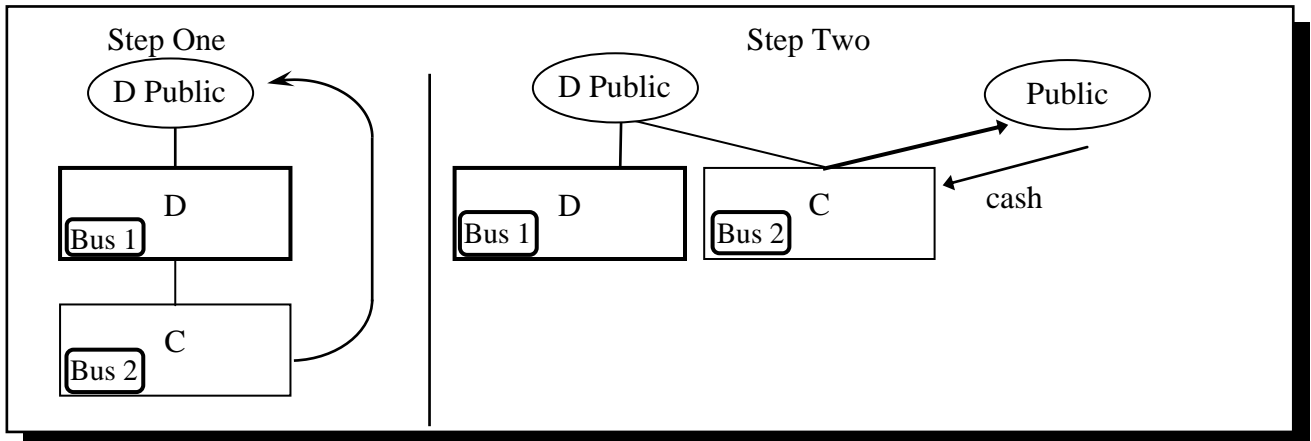 Step One
D Public
D
Bus 1
C
Bus 2
Step Two
D Public
Public
cash
D
Bus 1
C
Bus 2